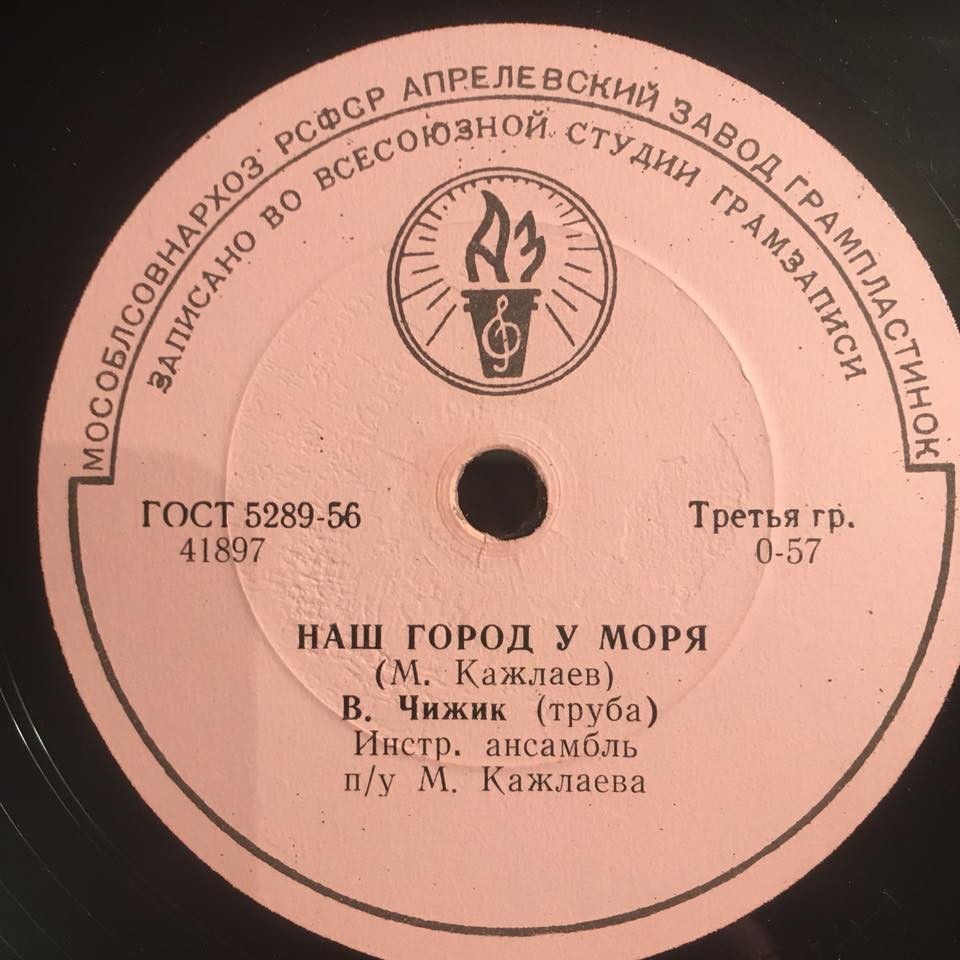 МОСОБЛСОВНАРХОЗ РСФСР АПРЕЛЕВСКИЙ ЗАВОД ГРАМПЛАСТИНОК
ЗАПИСАНО ВО ВСЕСОЮЗНОЙ СТУДИИ ГРАМЗАПИСИ
АЗ
ГОСТ 5289-56
41897
Третья гр.
0-57
НАШ ГОРОД У МОРЯ
(М. Кажлаев)
В. Чижик (труба)
Инстр. ансамбль
п/у М. Кажлаева